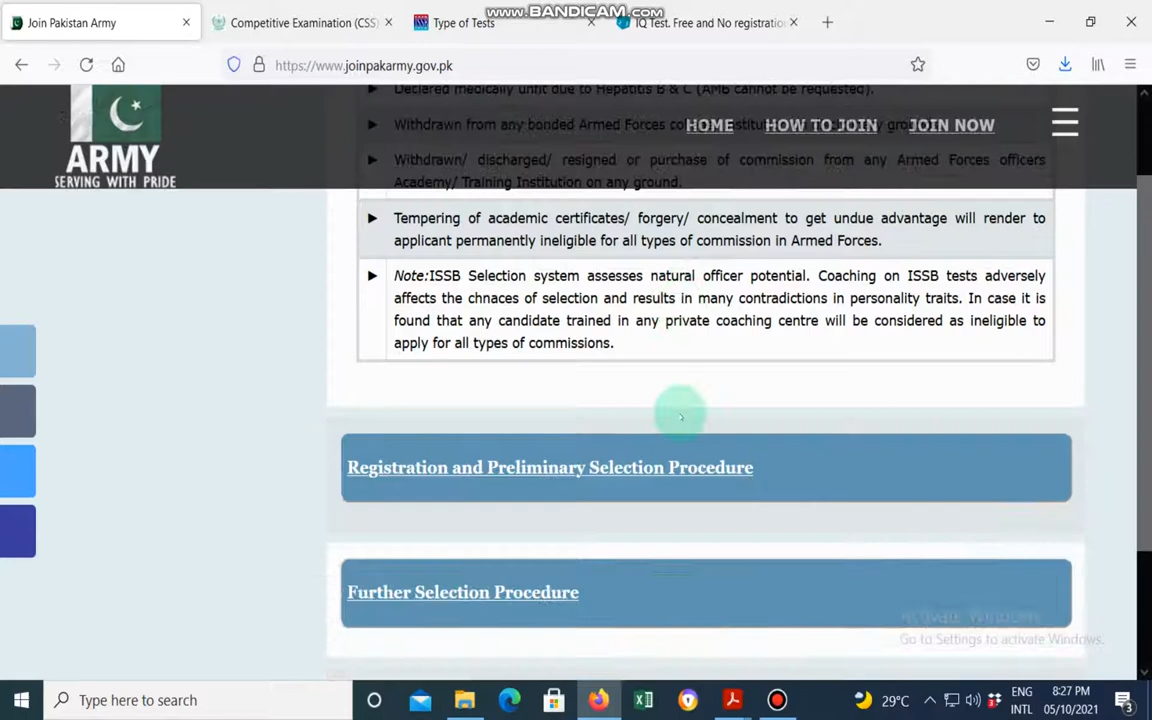 www.BANDICAM.com
Join Pakistan Army
Competitive Examination (CSS)
Type of Tests
IQ Test. Free and No registratio
https://www.joinpakarmy.gov.pk
Declared medically unfit due to Hepatitis B & C (AMB cannot be requested).
Withdrawn from any bonded Armed Forces
HOME
HOW TO JOIN
JOIN NOW
ARMY
SERVING WITH PRIDE
Withdrawn/ discharged/ resigned or purchase of commission from any Armed Forces officers
Academy/ Training Institution on any ground.
Tempering of academic certificates/ forgery/ concealment to get undue advantage will render to
applicant permanently ineligible for all types of commission in Armed Forces.
Note:ISSB Selection system assesses natural officer potential. Coaching on ISSB tests adversely
affects the chnaces of selection and results in many contradictions in personality traits. In case it is
found that any candidate trained in any private coaching centre will be considered as ineligible to
apply for all types of commissions.
Registration and Preliminary Selection Procedure
Further Selection Procedure
Activate Windows
Go to Settings to activate Windows.
Type here to search
29°C
ENG
INTL
8:27 PM
05/10/2021
3